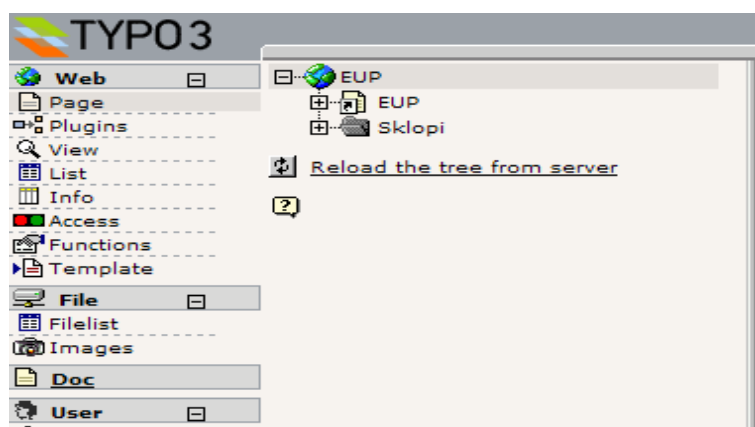 TYPO3
Web
Page
Plugins
View
List
Info
Access
Functions
Template
File
Filelist
Images
Doc
User
EUP
EUP
Sklopi
Reload the tree from server
?